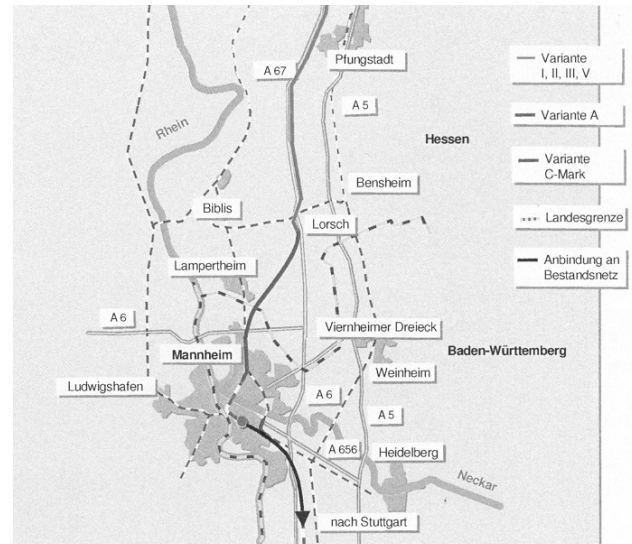 Pfungstadt
A 67
A 5
Rhein
Hessen
Bensheim
Biblis
Lorsch
Lampertheim
A 6
Viernheimer Dreieck
Mannheim
Baden-Württemberg
Weinheim
Ludwigshafen
A 6
A 5
A 656
Heidelberg
Neckar
nach Stuttgart
Variante
I, II, III, V
Variante A
Variante
C-Mark
Landesgrenze
Anbindung an
Bestandsnetz